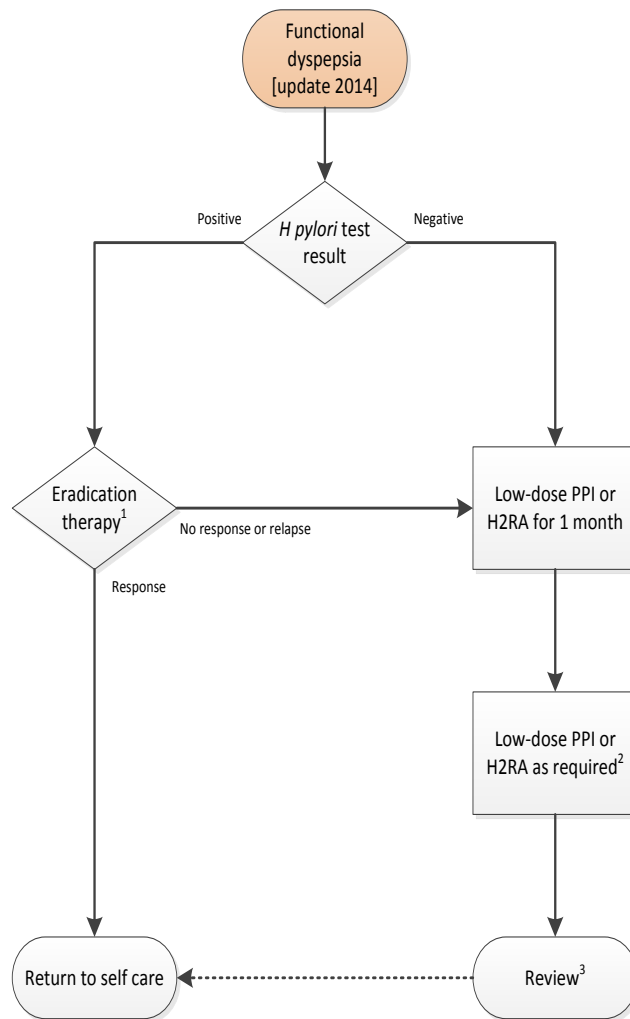 Functional
dyspepsia
[update 2014]
Positive
Negative
H pylori test
result
Eradication
therapy1
No response or relapse
Low-dose PPI or
H2RA for 1 month
Response
Low-dose PPI or
H2RA as required2
Return to self care
Review3